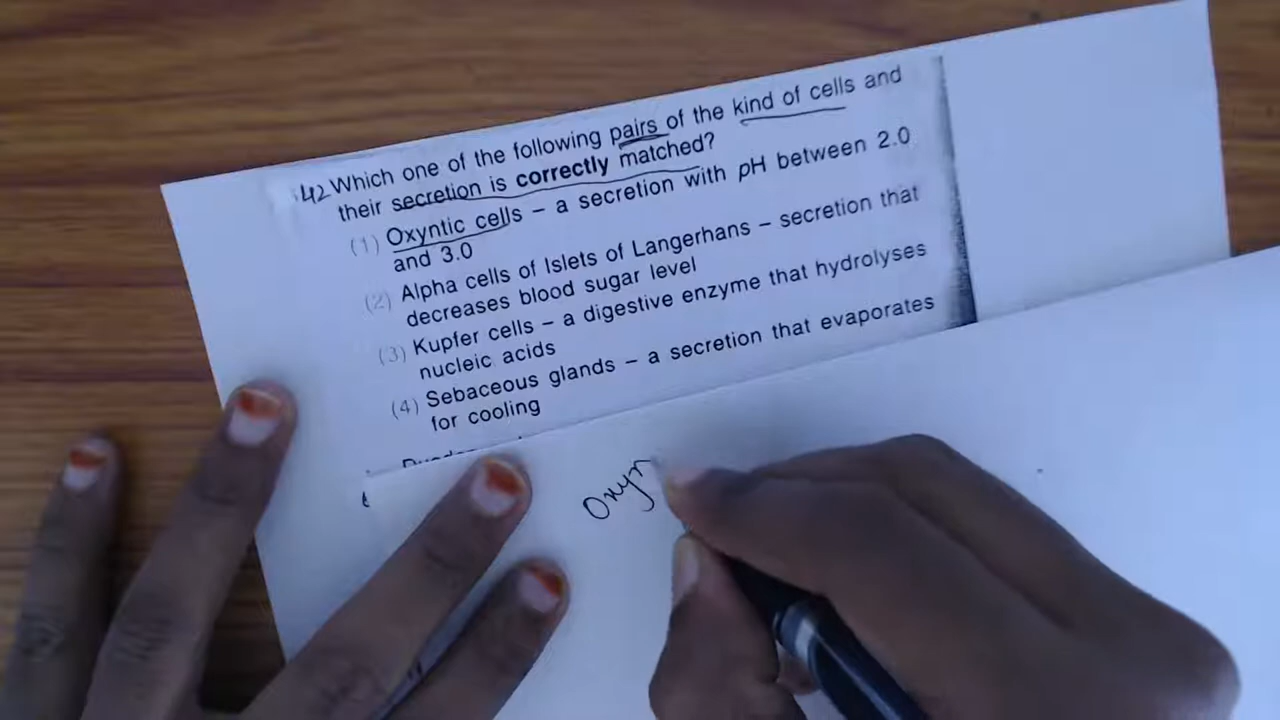 42 Which one of the following pairs of the kind of cells and
their secretion is correctly matched?
(1) Oxyntic cells – a secretion with pH between 2.0
and 3.0
(2) Alpha cells of Islets of Langerhans – secretion that
decreases blood sugar level
(3) Kupfer cells – a digestive enzyme that hydrolyses
nucleic acids
(4) Sebaceous glands – a secretion that evaporates
for cooling
Oxyn